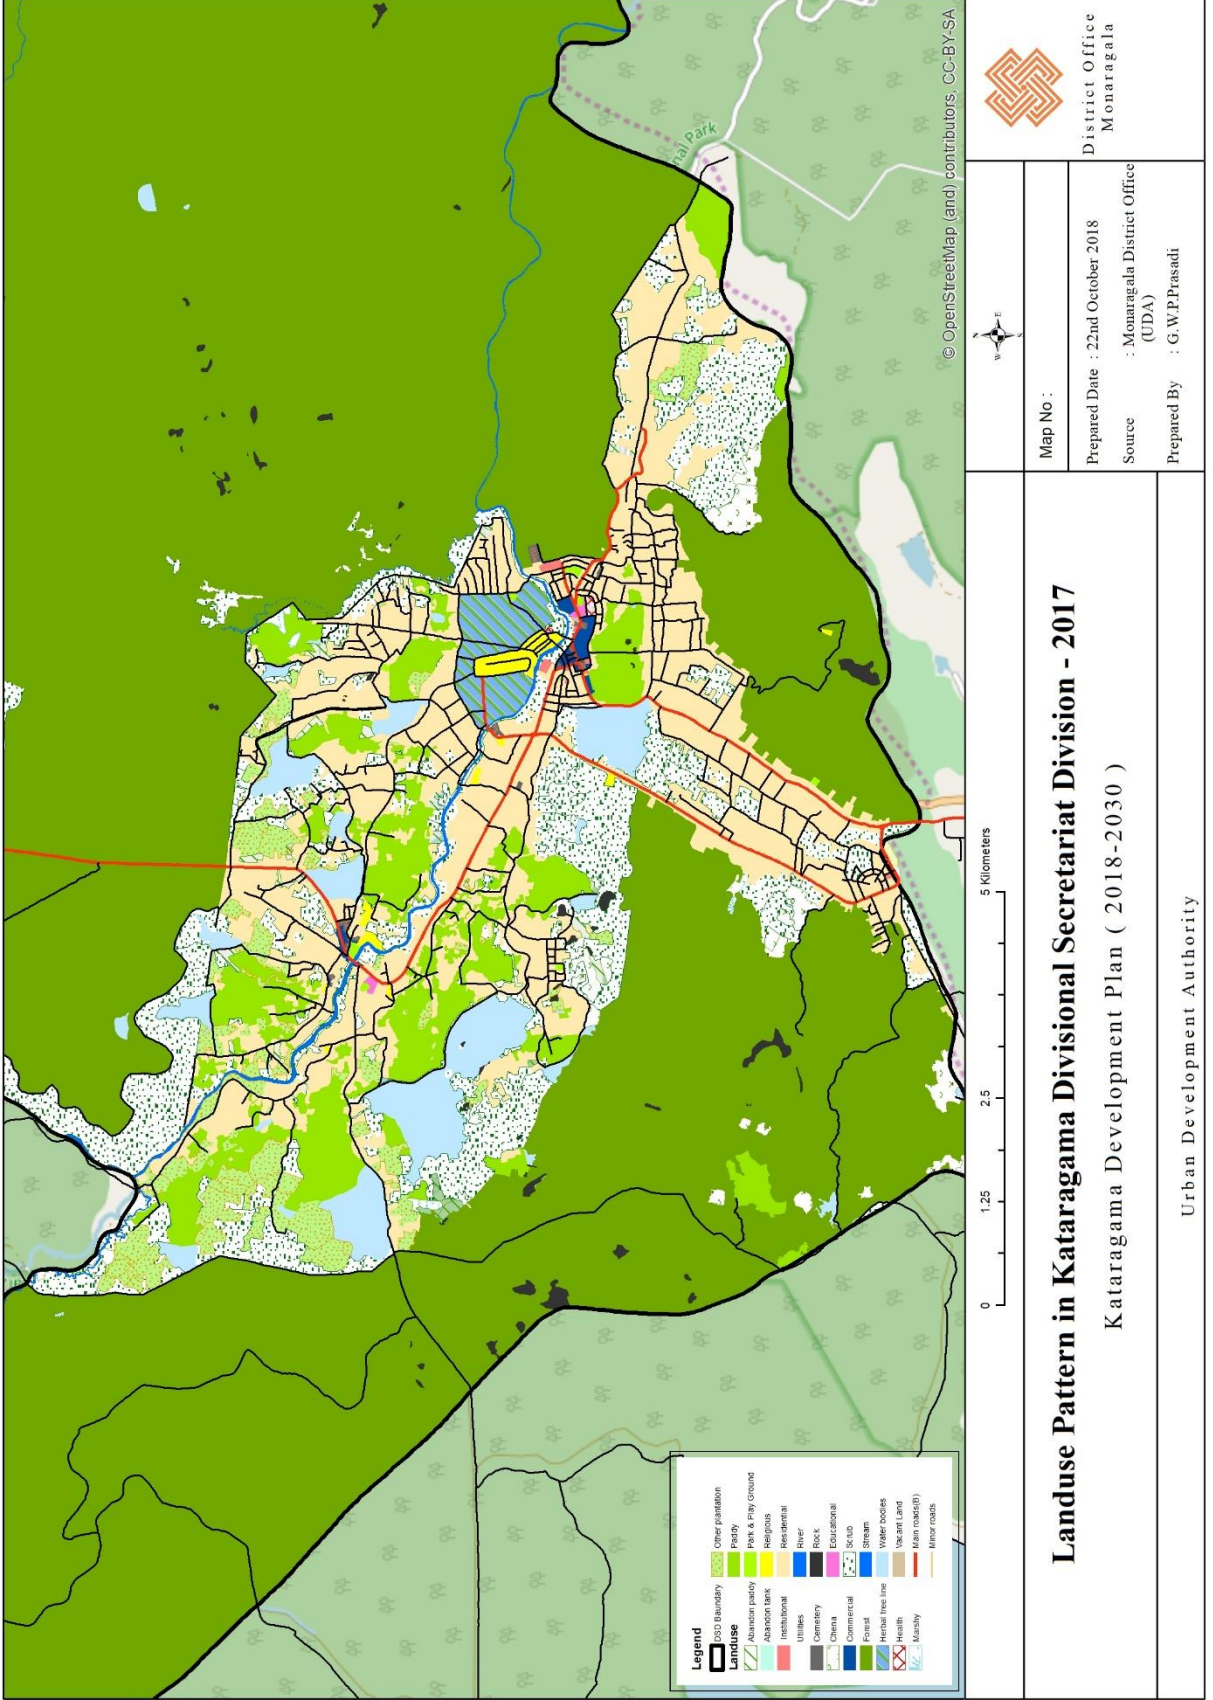 nal Park
© OpenStreetMap (and) contributors, CC-BY-SA
Legend
DSD Baundary
Landuse
Abandon paddy
Abandon tank
Institutional
Utilities
Cemetery
Chena
Commercial
Forest
Herbal tree line
Health
Marshy
Other plantation
Paddy
Park & Play Ground
Religious
Residential
River
Rock
Educational
Scrub
Stream
Water bodies
Vacant Land
Main roads(B)
Minor roads
0 1.25 2.5 5 Kilometers
W E S
Landuse Pattern in Kataragama Divisional Secretariat Division - 2017
Kataragama Development Plan ( 2018-2030 )
Urban Development Authority
Map No :
Prepared Date : 22nd October 2018
Source : Monaragala District Office
(UDA)
Prepared By : G.W.P.Prasadi
District Office
Monaragala